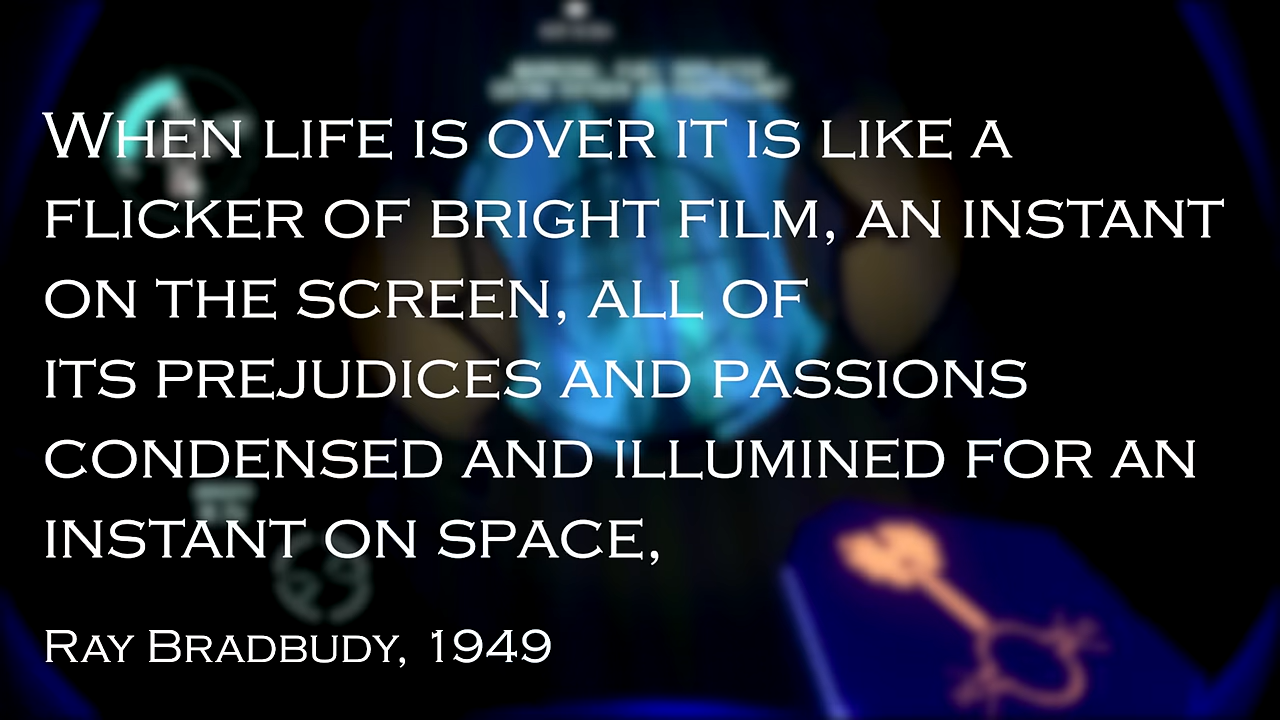 When life is over it is like a
flicker of bright film, an instant
on the screen, all of
its prejudices and passions
condensed and illumined for an
instant on space,
Ray Bradbudy, 1949